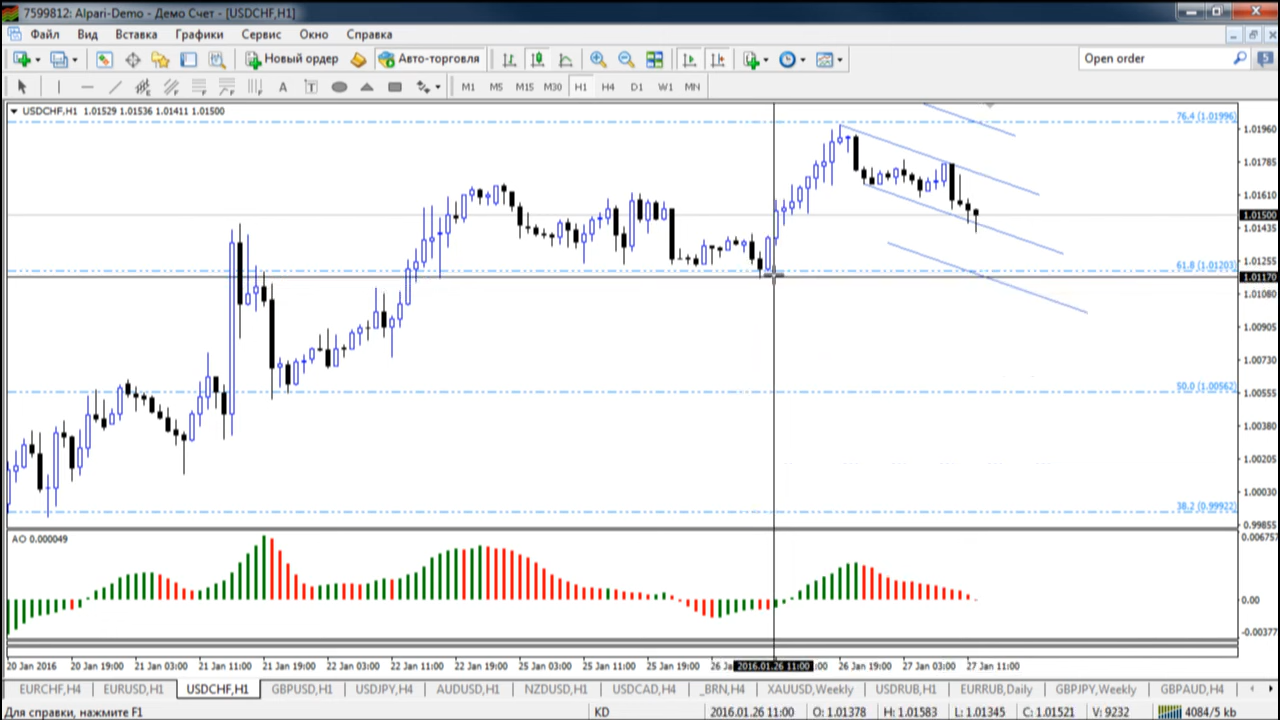 7599812: Alpari-Demo - Демо Счет - [USDCHF,H1]
Файл Вид Вставка Графики Сервис Окно Справка
Новый ордер Авто-торговля Open order 5
A T M1 M5 M15 M30 H1 H4 D1 W1 MN
USDCHF,H1 1.01529 1.01536 1.01411 1.01500
76.4 (1.01996)
1.01960
1.01785
1.01610
1.01500
1.01435
61.8 (1.01203)
1.01255
1.01170
1.01080
1.00905
1.00730
50.0 (1.00562)
1.00555
1.00380
1.00205
1.00030
38.2 (0.99922)
0.99855
AO 0.000049
0.006757
0.00
-0.00377
20 Jan 2016 20 Jan 19:00 21 Jan 03:00 21 Jan 11:00 21 Jan 19:00 22 Jan 03:00 22 Jan 11:00 22 Jan 19:00 25 Jan 03:00 25 Jan 11:00 25 Jan 19:00 26 Ja 2016.01.26 11:00 :00 26 Jan 19:00 27 Jan 03:00 27 Jan 11:00
EURCHF,H4 EURUSD,H1 USDCHF,H1 GBPUSD,H1 USDJPY,H4 AUDUSD,H1 NZDUSD,H1 USDCAD,H4 _BRN,H4 XAUUSD,Weekly USDRUB,H1 EURRUB,Daily GBPJPY,Weekly GBPAUD,H4
Для справки, нажмите F1 KD 2016.01.26 11:00 O: 1.01378 H: 1.01583 L: 1.01345 C: 1.01521 V: 9232 4084/5 kb